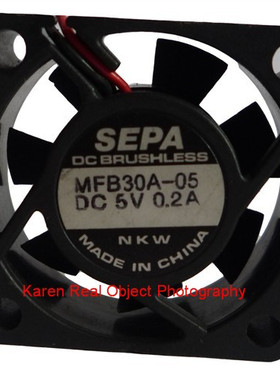 SEPA
DC BRUSHLESS
MFB30A-05
DC 5V 0.2A
NKW
MADE IN CHINA
Karen Real Object Photography